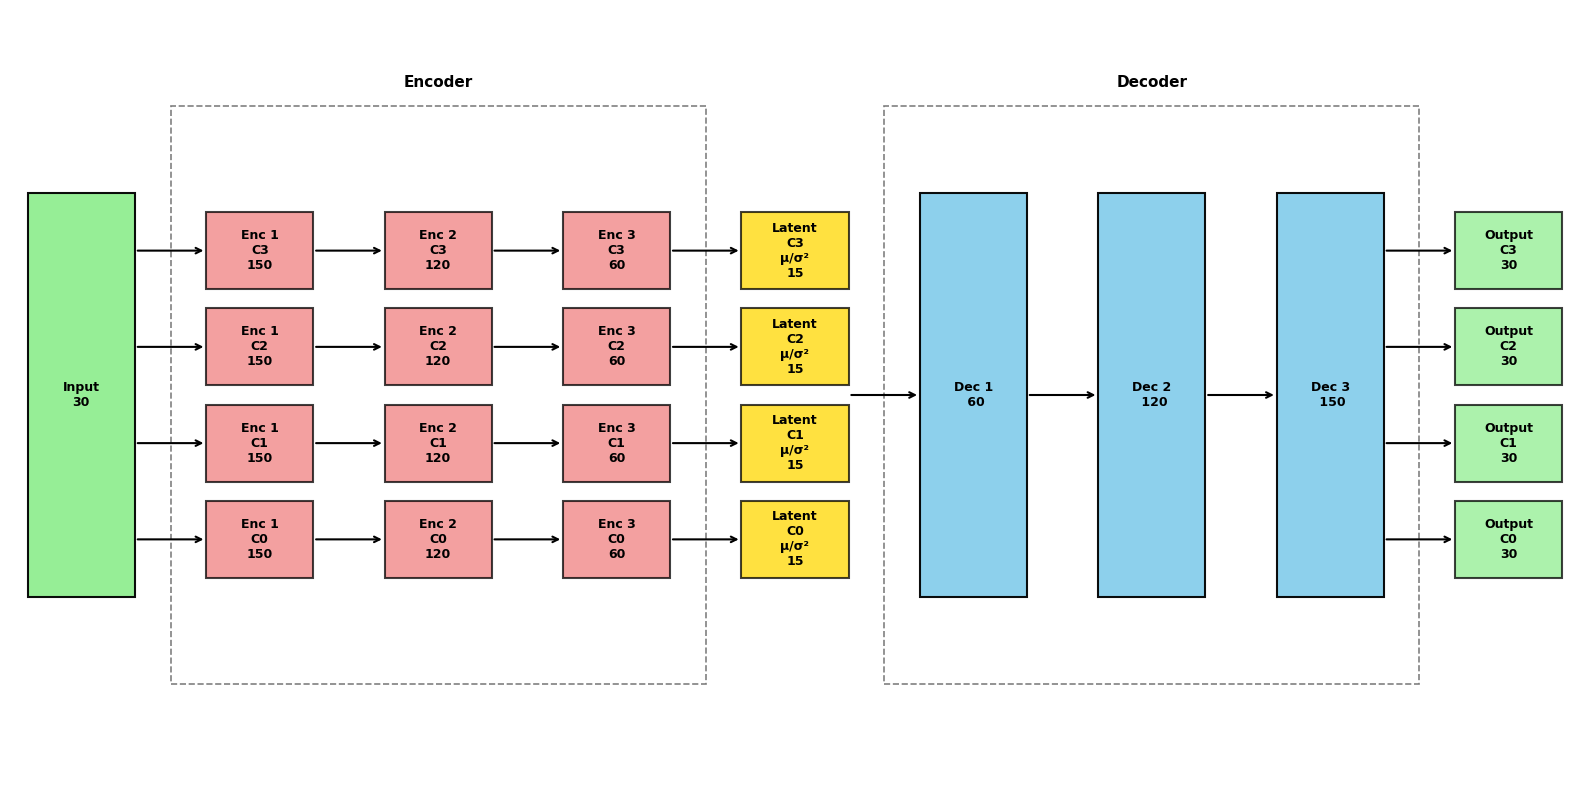 Encoder
Decoder
Input
30
Enc 1
C3
150
Enc 2
C3
120
Enc 3
C3
60
Latent
C3
μ/σ²
15
Enc 1
C2
150
Enc 2
C2
120
Enc 3
C2
60
Latent
C2
μ/σ²
15
Enc 1
C1
150
Enc 2
C1
120
Enc 3
C1
60
Latent
C1
μ/σ²
15
Enc 1
C0
150
Enc 2
C0
120
Enc 3
C0
60
Latent
C0
μ/σ²
15
Dec 1
60
Dec 2
120
Dec 3
150
Output
C3
30
Output
C2
30
Output
C1
30
Output
C0
30